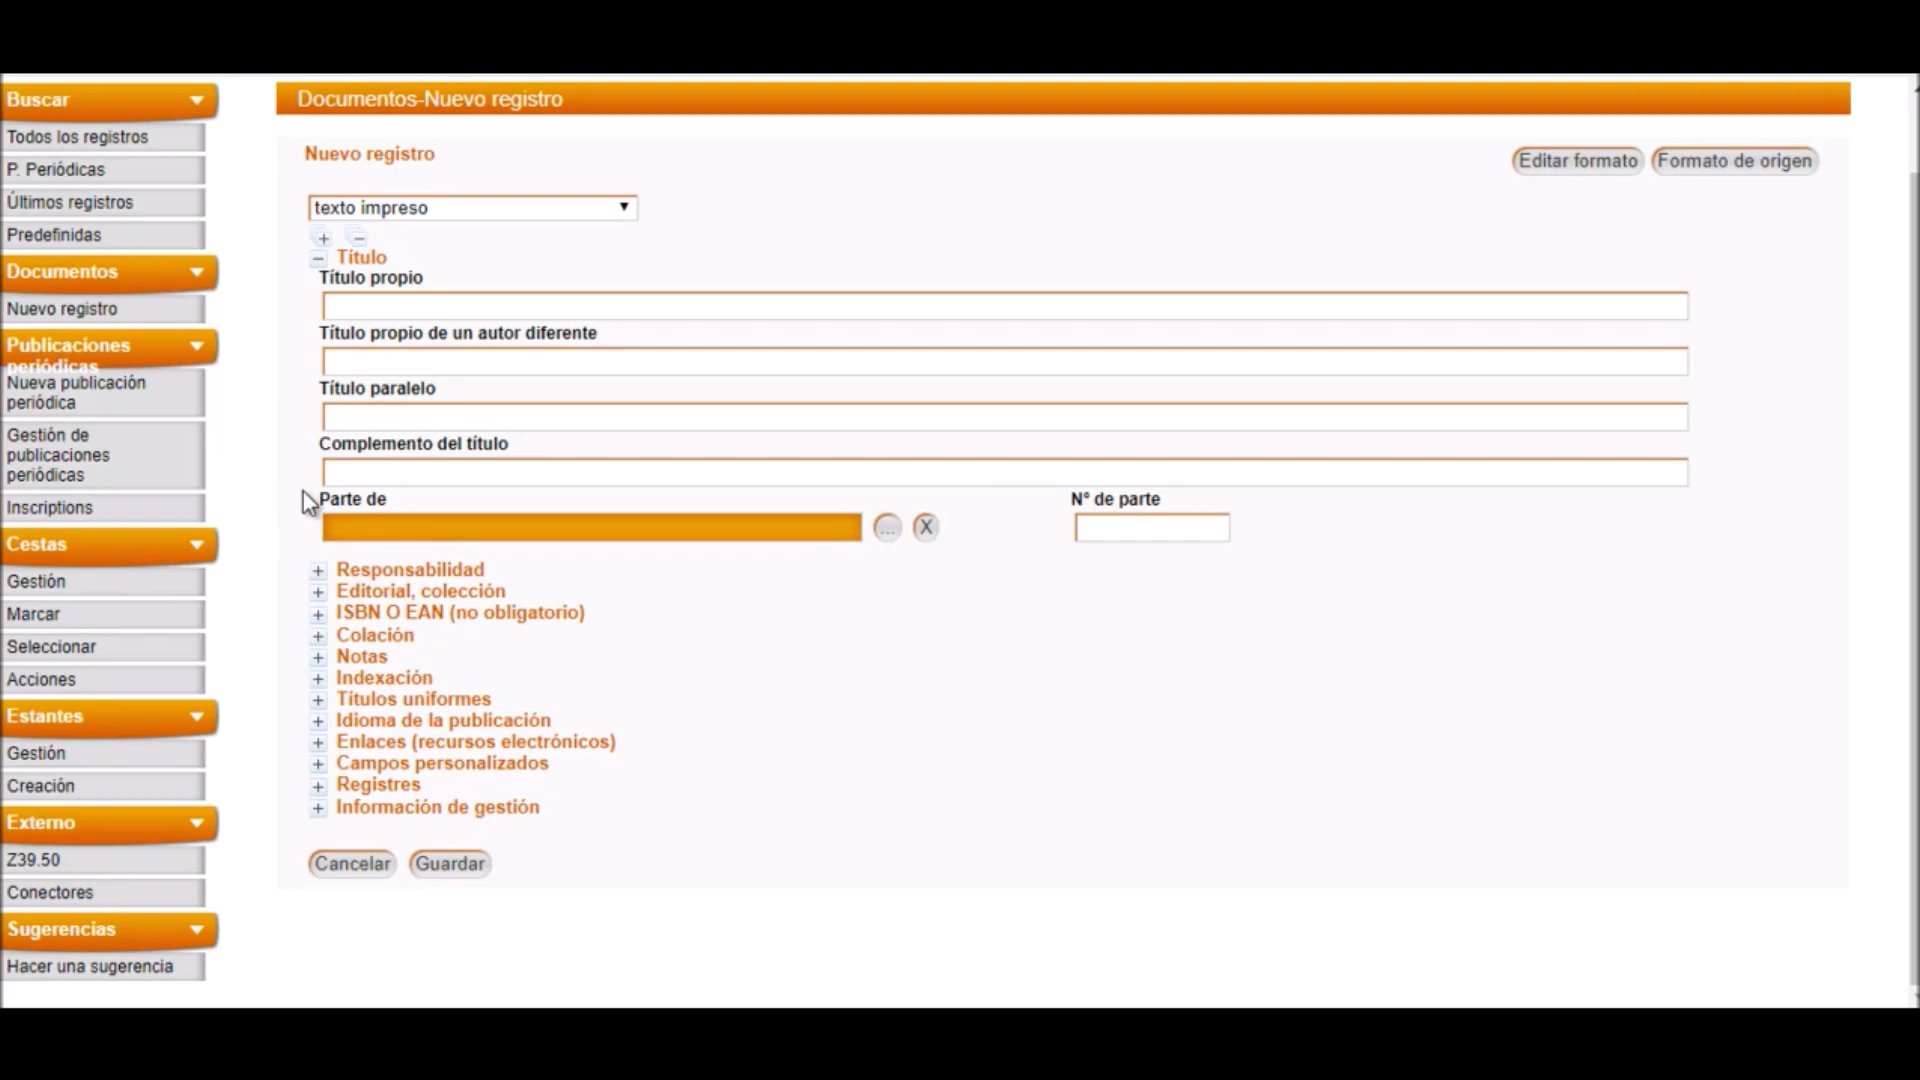 Buscar
Todos los registros
P. Periódicas
Últimos registros
Predefinidas
Documentos
Nuevo registro
Publicaciones
periódicas
Nueva publicación
periódica
Gestión de
publicaciones
periódicas
Inscriptions
Cestas
Gestión
Marcar
Seleccionar
Acciones
Estantes
Gestión
Creación
Externo
Z39.50
Conectores
Sugerencias
Hacer una sugerencia
Documentos-Nuevo registro
Nuevo registro
Editar formato Formato de origen
texto impreso
Título
Título propio
Título propio de un autor diferente
Título paralelo
Complemento del título
Parte de Nº de parte
... X
Responsabilidad
Editorial, colección
ISBN O EAN (no obligatorio)
Colación
Notas
Indexación
Títulos uniformes
Idioma de la publicación
Enlaces (recursos electrónicos)
Campos personalizados
Registres
Información de gestión
Cancelar Guardar